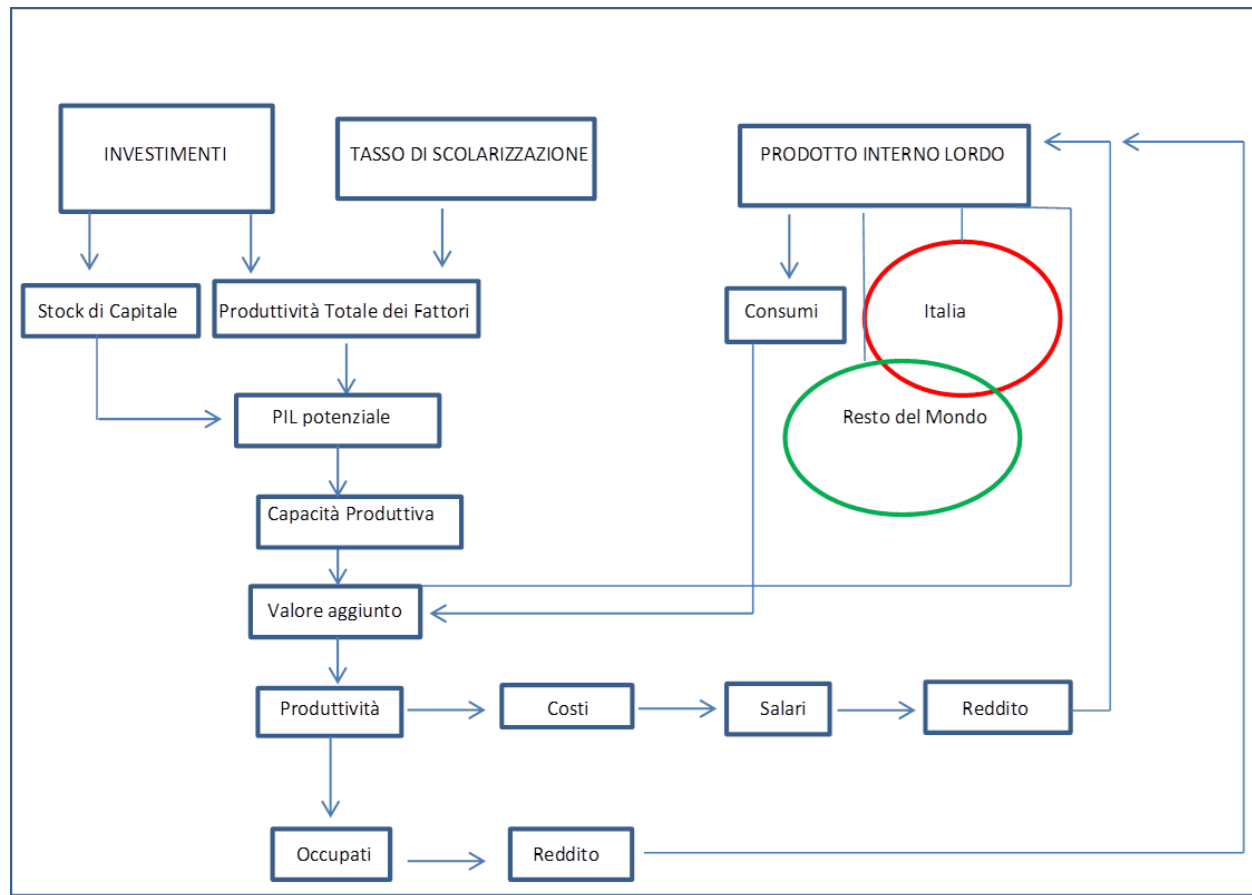 INVESTIMENTI
TASSO DI SCOLARIZZAZIONE
PRODOTTO INTERNO LORDO
Stock di Capitale
Produttività Totale dei Fattori
Consumi
Italia
PIL potenziale
Resto del Mondo
Capacità Produttiva
Valore aggiunto
Produttività
Costi
Salari
Reddito
Occupati
Reddito